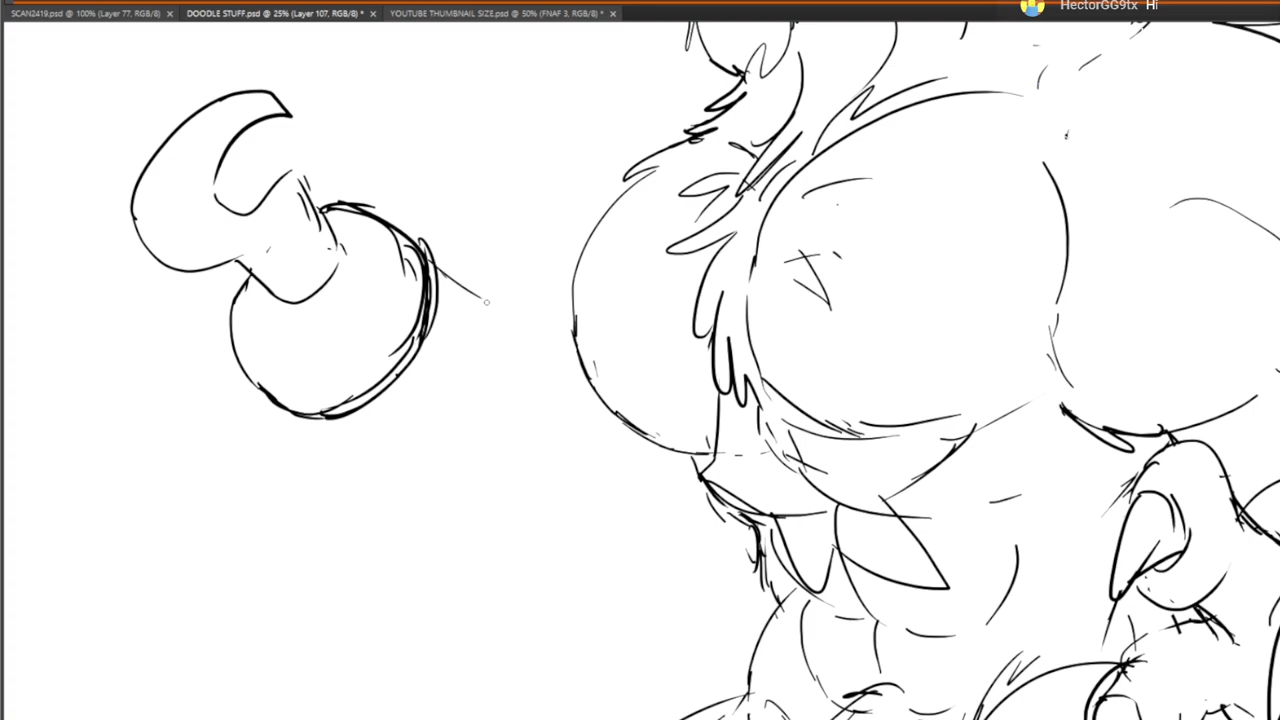 HectorGG9tx Hi
SCAN2419.psd @ 100% (Layer 77, RGB/8) DOODLE STUFF.psd @ 25% (Layer 107, RGB/8) * YOUTUBE THUMBNAIL SIZE.psd @ 50% (FNAF 3, RGB/8) *